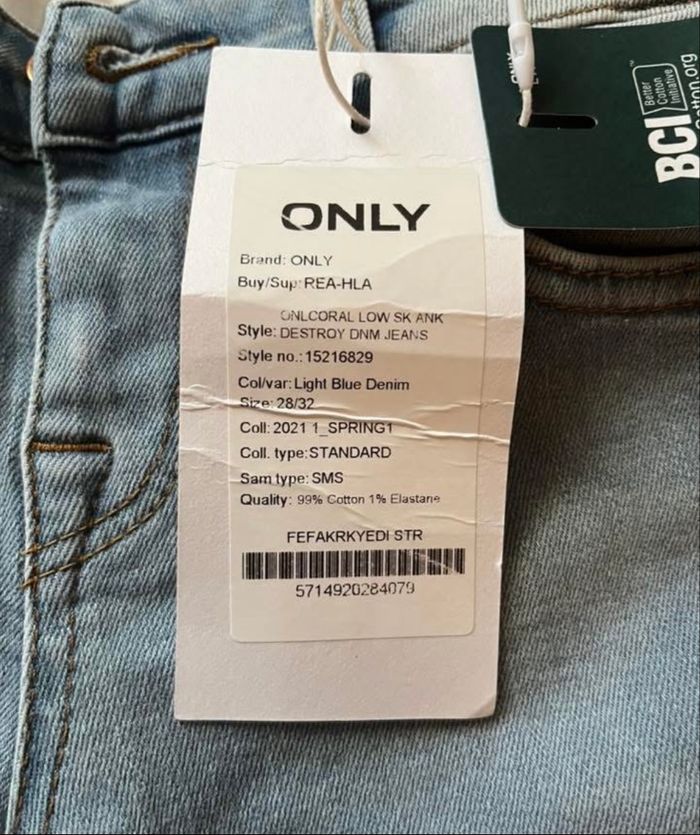 ONLY
Brand: ONLY
Buy/Sup: REA-HLA
ONLCORAL LOW SK ANK
Style: DESTROY DNM JEANS
Style no.: 15216829
Col/var: Light Blue Denim
Size: 28/32
Coll: 2021 1_SPRING1
Coll. type: STANDARD
Sam type: SMS
Quality: 99% Cotton 1% Elastane
FEFAKRKYEDI STR
5714920284079
BCI
Better
Cotton
Initiative
™